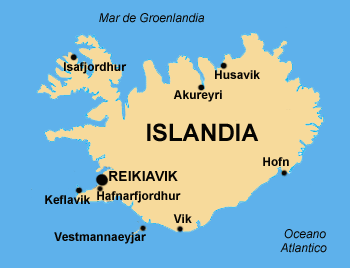 Mar de Groenlandia
Isafjordhur
Husavik
Akureyri
ISLANDIA
Hofn
REIKIAVIK
Hafnarfjordhur
Keflavik
Vik
Vestmannaeyjar
Oceano
Atlantico